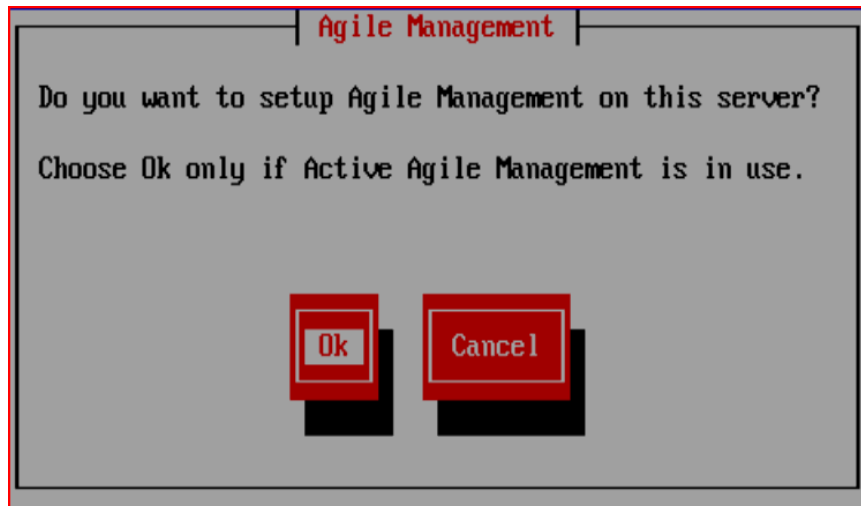 Agile Management
Do you want to setup Agile Management on this server?
Choose Ok only if Active Agile Management is in use.
Ok
Cancel